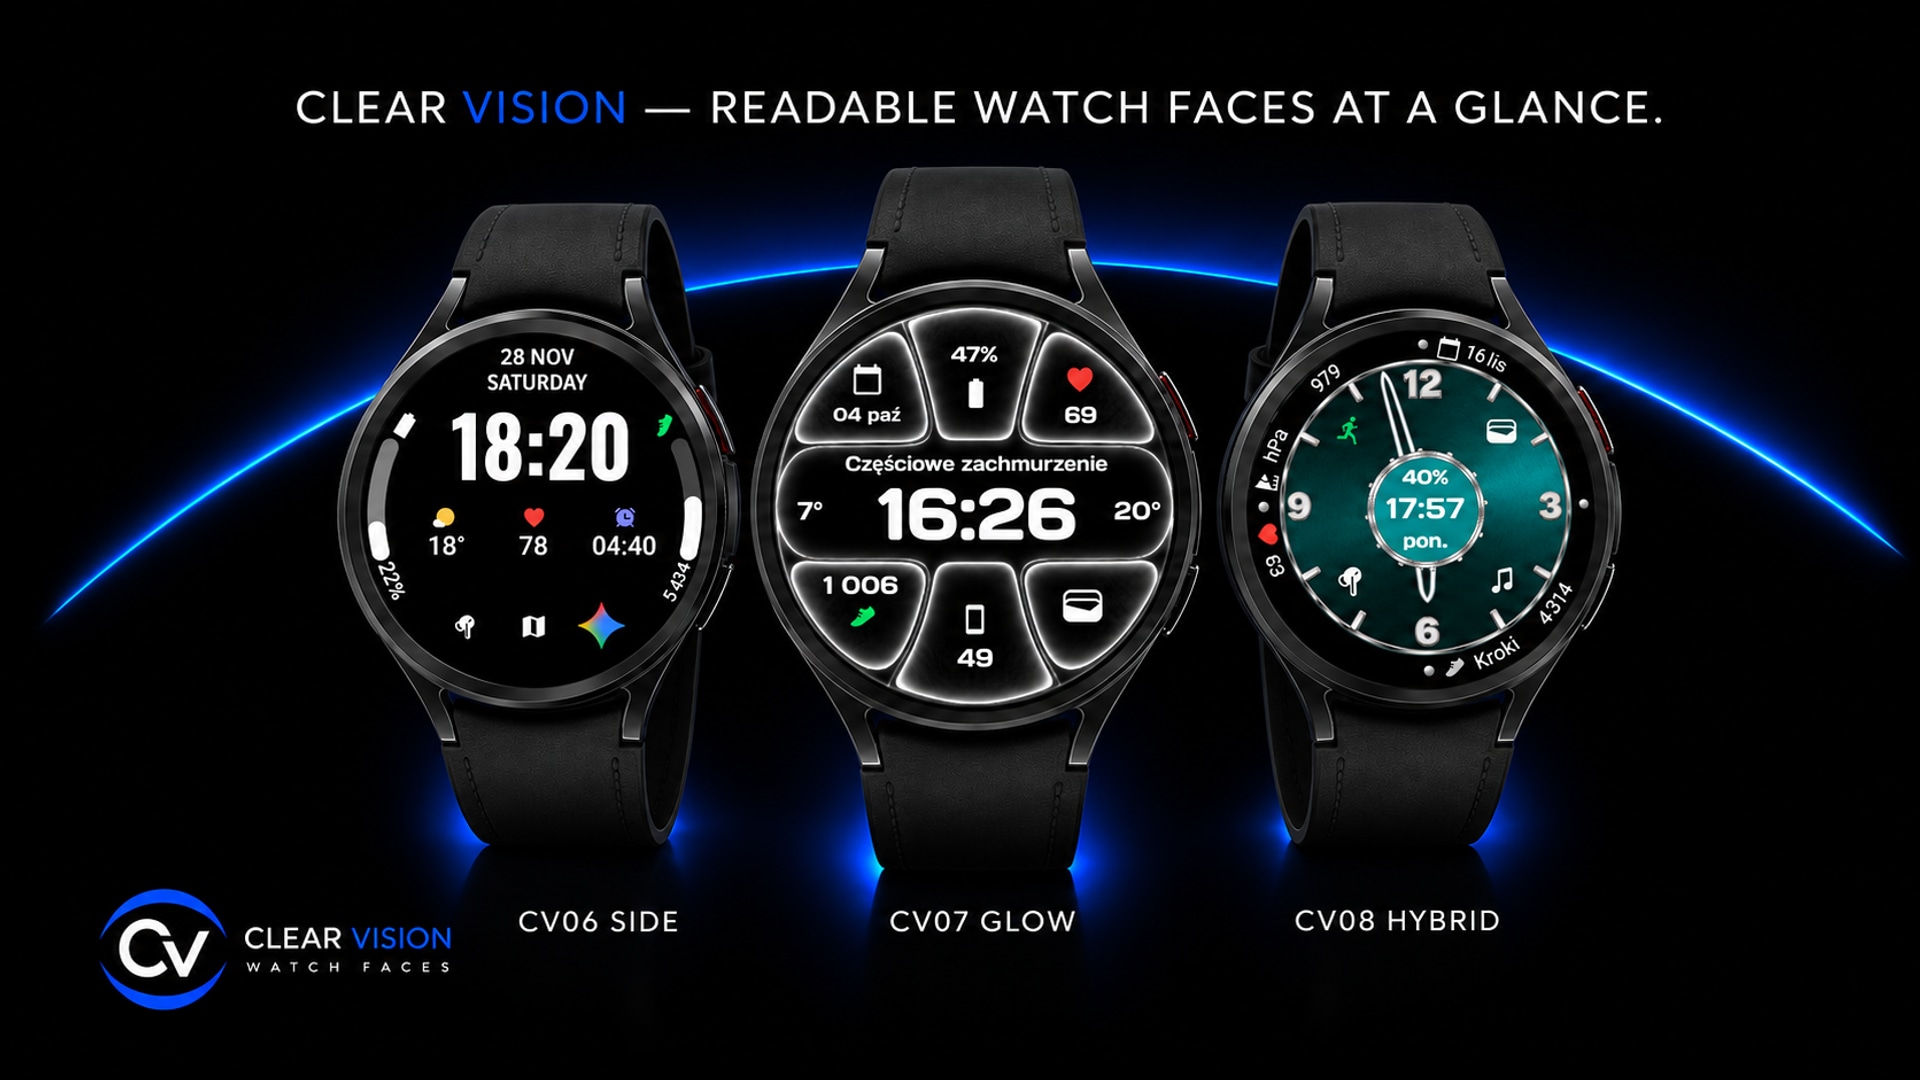 CLEAR VISION — READABLE WATCH FACES AT A GLANCE.
28 NOV
SATURDAY
18:20
18°
78
04:40
22%
5434
47%
04 paź
69
Częściowe zachmurzenie
7°
16:26
20°
1 006
49
16 lis
979
hPa
12
40%
9
17:57
3
pon.
63
6
4314
Kroki
CV06 SIDE
CV07 GLOW
CV08 HYBRID
CV
CLEAR VISION
WATCH FACES